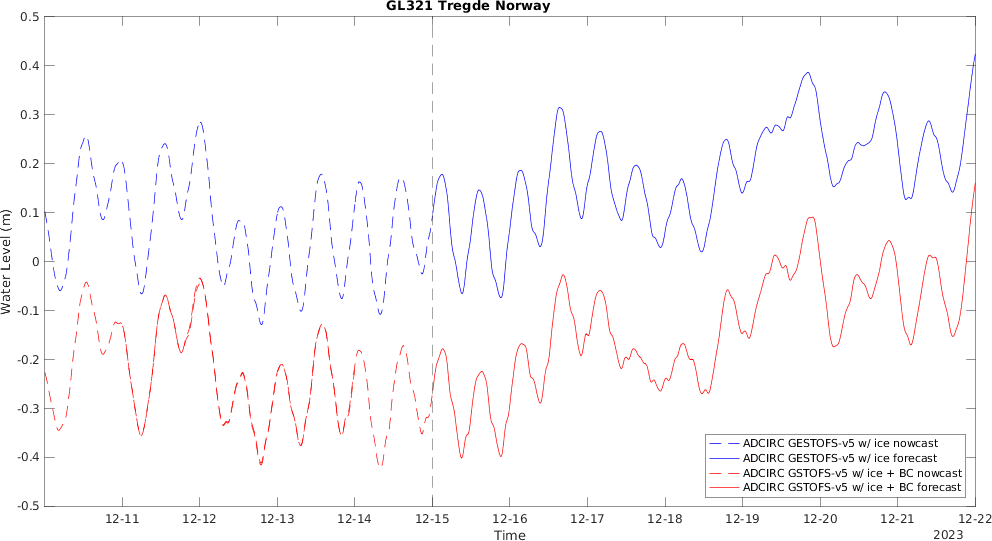 GL321 Tregde Norway
0.5
0.4
0.3
0.2
0.1
0
-0.1
-0.2
-0.3
-0.4
-0.5
Water Level (m)
ADCIRC GESTOFS-v5 w/ ice nowcast
ADCIRC GESTOFS-v5 w/ ice forecast
ADCIRC GSTOFS-v5 w/ ice + BC nowcast
ADCIRC GSTOFS-v5 w/ ice + BC forecast
12-11 12-12 12-13 12-14 12-15 12-16 12-17 12-18 12-19 12-20 12-21 12-22
Time
2023